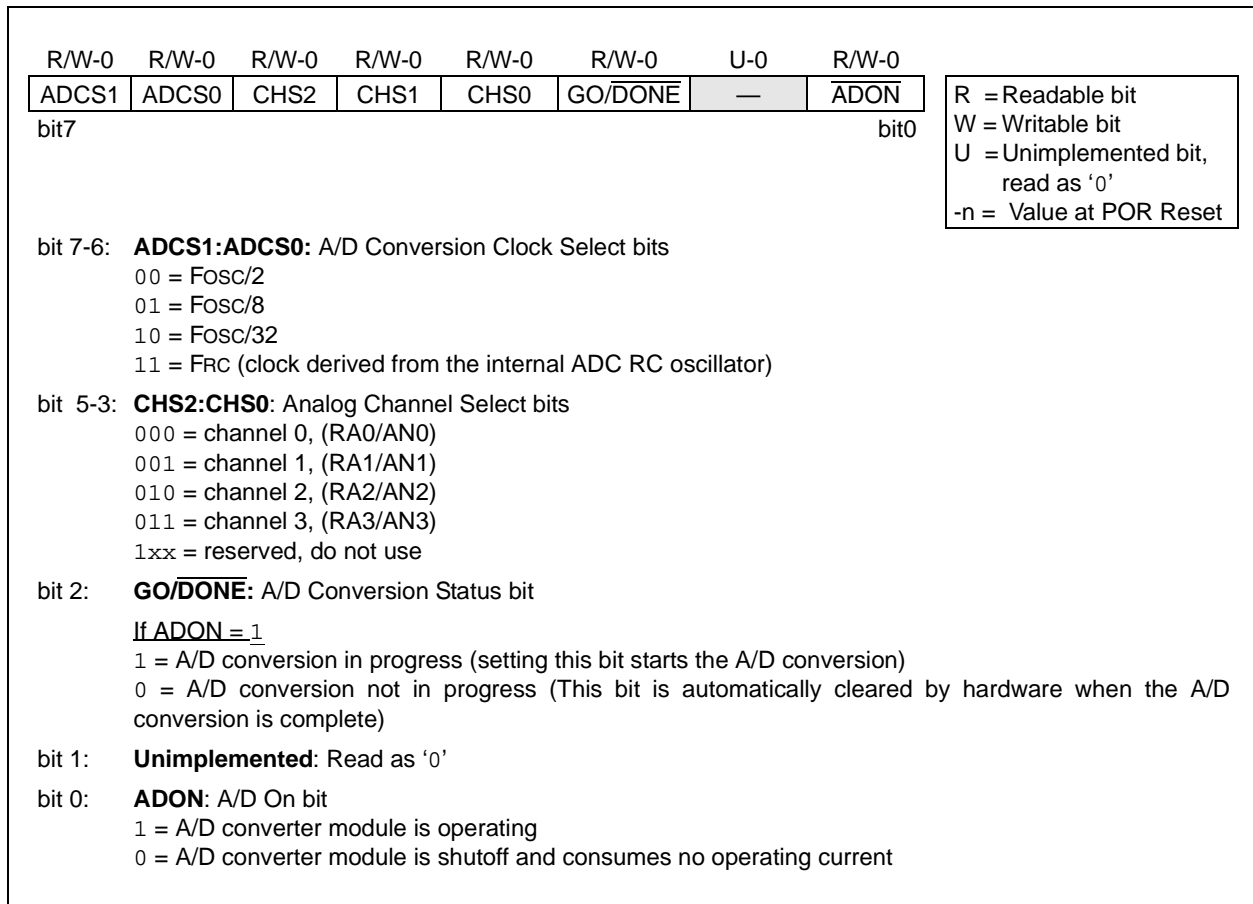 R/W-0 R/W-0 R/W-0 R/W-0 R/W-0 R/W-0 U-0 R/W-0
ADCS1 ADCS0 CHS2 CHS1 CHS0 GO/D̅O̅N̅E̅ — A̅D̅O̅N̅
bit7 bit0
R = Readable bit
W = Writable bit
U = Unimplemented bit,
read as ‘0’
-n = Value at POR Reset
bit 7-6: ADCS1:ADCS0: A/D Conversion Clock Select bits
00 = FOSC/2
01 = FOSC/8
10 = FOSC/32
11 = FRC (clock derived from the internal ADC RC oscillator)
bit 5-3: CHS2:CHS0: Analog Channel Select bits
000 = channel 0, (RA0/AN0)
001 = channel 1, (RA1/AN1)
010 = channel 2, (RA2/AN2)
011 = channel 3, (RA3/AN3)
1xx = reserved, do not use
bit 2: GO/D̅O̅N̅E̅: A/D Conversion Status bit
If ADON = 1
1 = A/D conversion in progress (setting this bit starts the A/D conversion)
0 = A/D conversion not in progress (This bit is automatically cleared by hardware when the A/D
conversion is complete)
bit 1: Unimplemented: Read as ‘0’
bit 0: ADON: A/D On bit
1 = A/D converter module is operating
0 = A/D converter module is shutoff and consumes no operating current